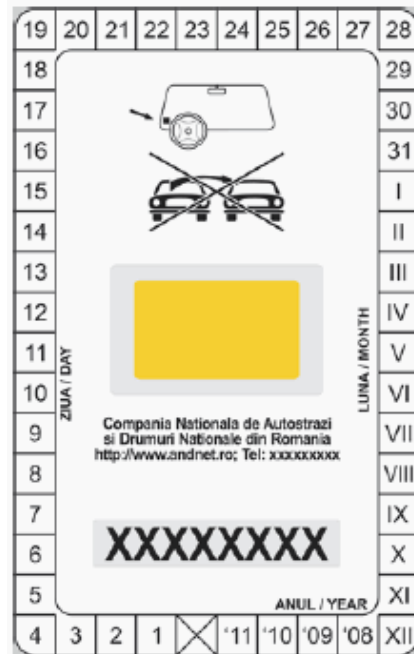 19 20 21 22 23 24 25 26 27 28
18 29
17 30
16 31
15 I
14 II
13 III
12 IV
11 V
10 VI
9 VII
8 VIII
7 IX
6 X
5 XI
4 3 2 1 '11 '10 '09 '08 XII
ZIUA / DAY
LUNA / MONTH
Compania Nationala de Autostrazi
si Drumuri Nationale din Romania
http://www.andnet.ro; Tel: xxxxxxxxx
XXXXXXXX
ANUL / YEAR